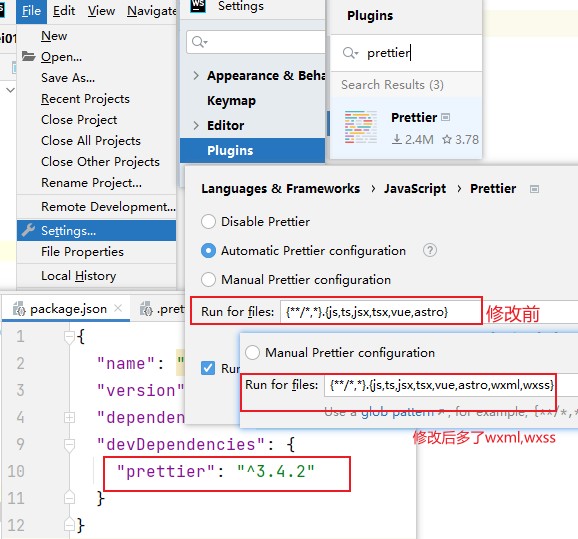 File Edit View Navigate
New
Open...
Save As...
Recent Projects
Close Project
Close All Projects
Close Other Projects
Rename Project...
Remote Development...
Settings...
File Properties
Local History
WS
Settings
Appearance & Beha
Keymap
Editor
Plugins
Plugins
prettier
Search Results (3)
Prettier
2.4M 3.78
Languages & Frameworks > JavaScript > Prettier
Disable Prettier
Automatic Prettier configuration
Manual Prettier configuration
Run for files: {**/*,*}.{js,ts,jsx,tsx,vue,astro}
修改前
Run
Manual Prettier configuration
Run for files: {**/*,*}.{js,ts,jsx,tsx,vue,astro,wxml,wxss}
Use a glob pattern, for example, {**/*,*
修改后多了wxml,wxss
package.json
.pre
1 {
2 "name": "
3 "version"
4 "depender
9 "devDependencies": {
10 "prettier": "^3.4.2"
11 }
12 }